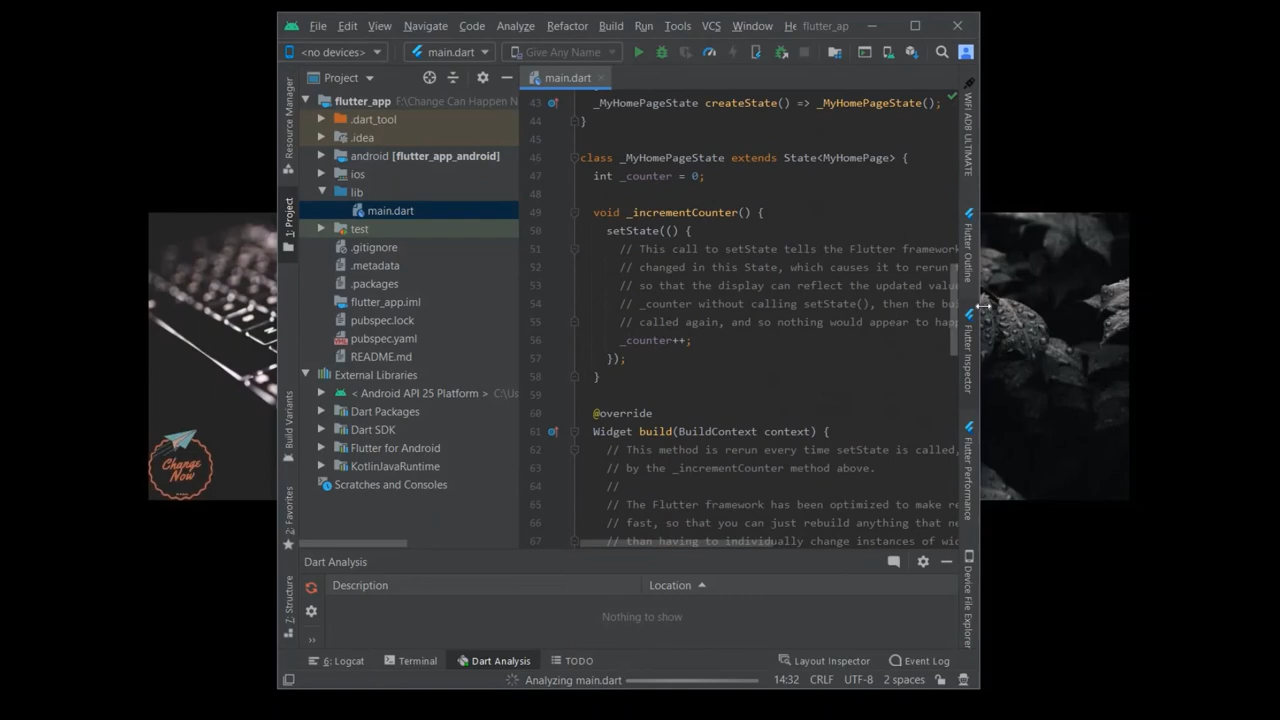 File Edit View Navigate Code Analyze Refactor Build Run Tools VCS Window He flutter_ap
<no devices> main.dart Give Any Name
Project
main.dart
flutter_app F:\Change Can Happen N
.dart_tool
.idea
android [flutter_app_android]
ios
lib
main.dart
test
.gitignore
.metadata
.packages
flutter_app.iml
pubspec.lock
pubspec.yaml
README.md
External Libraries
< Android API 25 Platform > C:\Us
Dart Packages
Dart SDK
Flutter for Android
KotlinJavaRuntime
Scratches and Consoles
43 _MyHomePageState createState() => _MyHomePageState();
44 }
45
46 class _MyHomePageState extends State<MyHomePage> {
47 int _counter = 0;
48
49 void _incrementCounter() {
50 setState(() {
51 // This call to setState tells the Flutter framework
52 // changed in this State, which causes it to rerun
53 // so that the display can reflect the updated valu
54 // _counter without calling setState(), then the bu
55 // called again, and so nothing would appear to hap
56 _counter++;
57 });
58 }
59
60 @override
61 Widget build(BuildContext context) {
62 // This method is rerun every time setState is called,
63 // by the _incrementCounter method above.
64 //
65 // The Flutter framework has been optimized to make re
66 // fast, so that you can just rebuild anything that ne
67 // than having to individually change instances of wid
Resource Manager
1: Project
Build Variants
2: Favorites
7: Structure
WIFI ADB ULTIMATE
Flutter Outline
Flutter Inspector
Flutter Performance
Device File Explorer
Change
Now
Dart Analysis
Description Location
Nothing to show
6: Logcat Terminal Dart Analysis TODO Layout Inspector Event Log
Analyzing main.dart 14:32 CRLF UTF-8 2 spaces